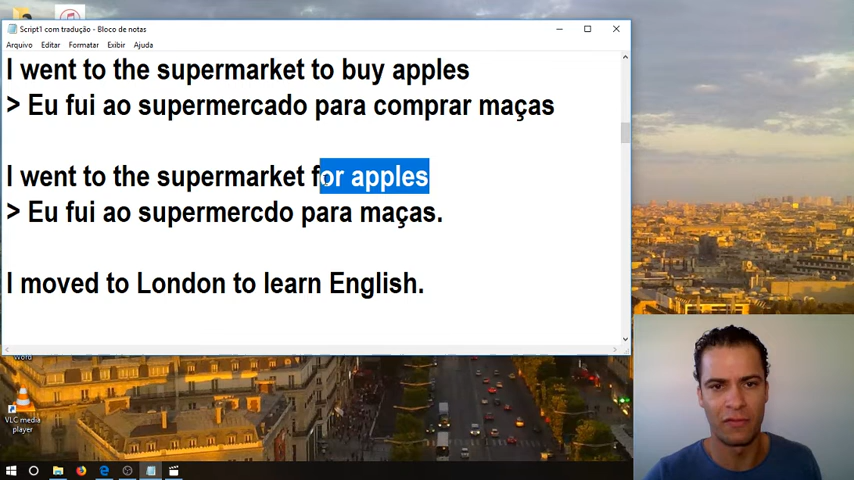 Script1 com tradução - Bloco de notas
Arquivo Editar Formatar Exibir Ajuda
I went to the supermarket to buy apples
> Eu fui ao supermercado para comprar maças
I went to the supermarket for apples
> Eu fui ao supermercdo para maças.
I moved to London to learn English.
Word
VLC media
player